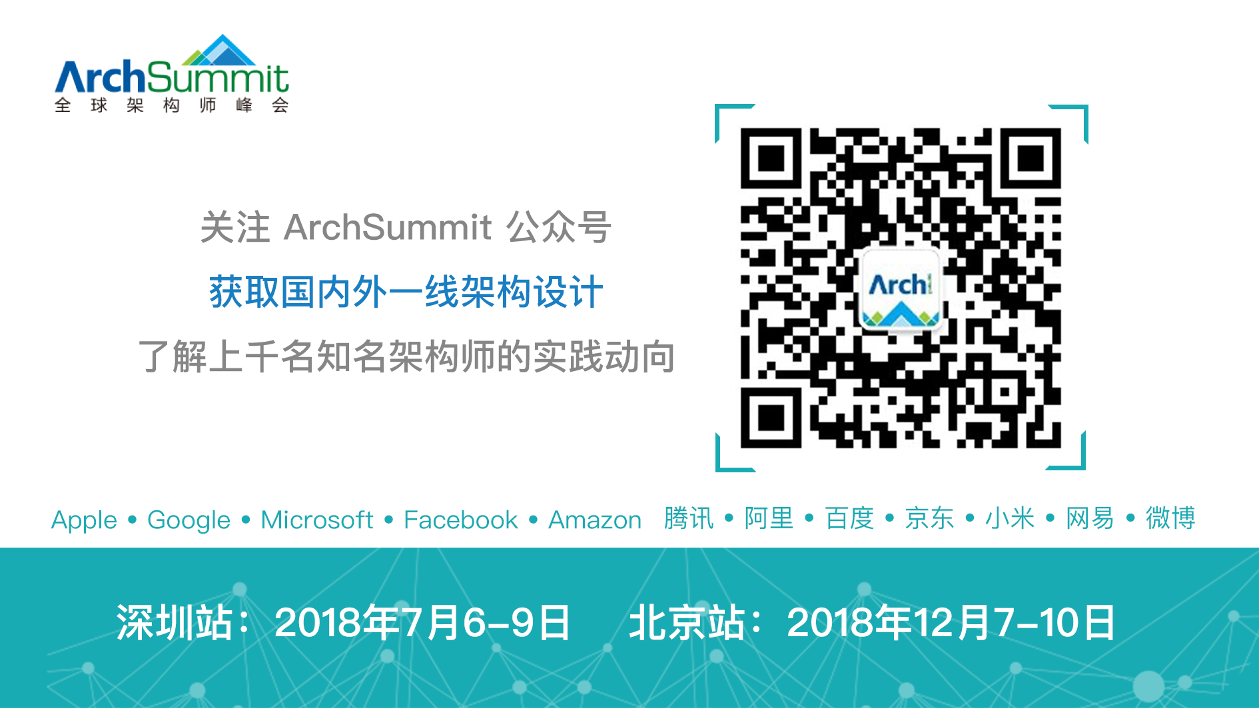 ArchSummit
全球架构师峰会
关注 ArchSummit 公众号
获取国内外一线架构设计
了解上千名知名架构师的实践动向
Arch
Apple • Google • Microsoft • Facebook • Amazon 腾讯 • 阿里 • 百度 • 京东 • 小米 • 网易 • 微博
深圳站：2018年7月6-9日 北京站：2018年12月7-10日